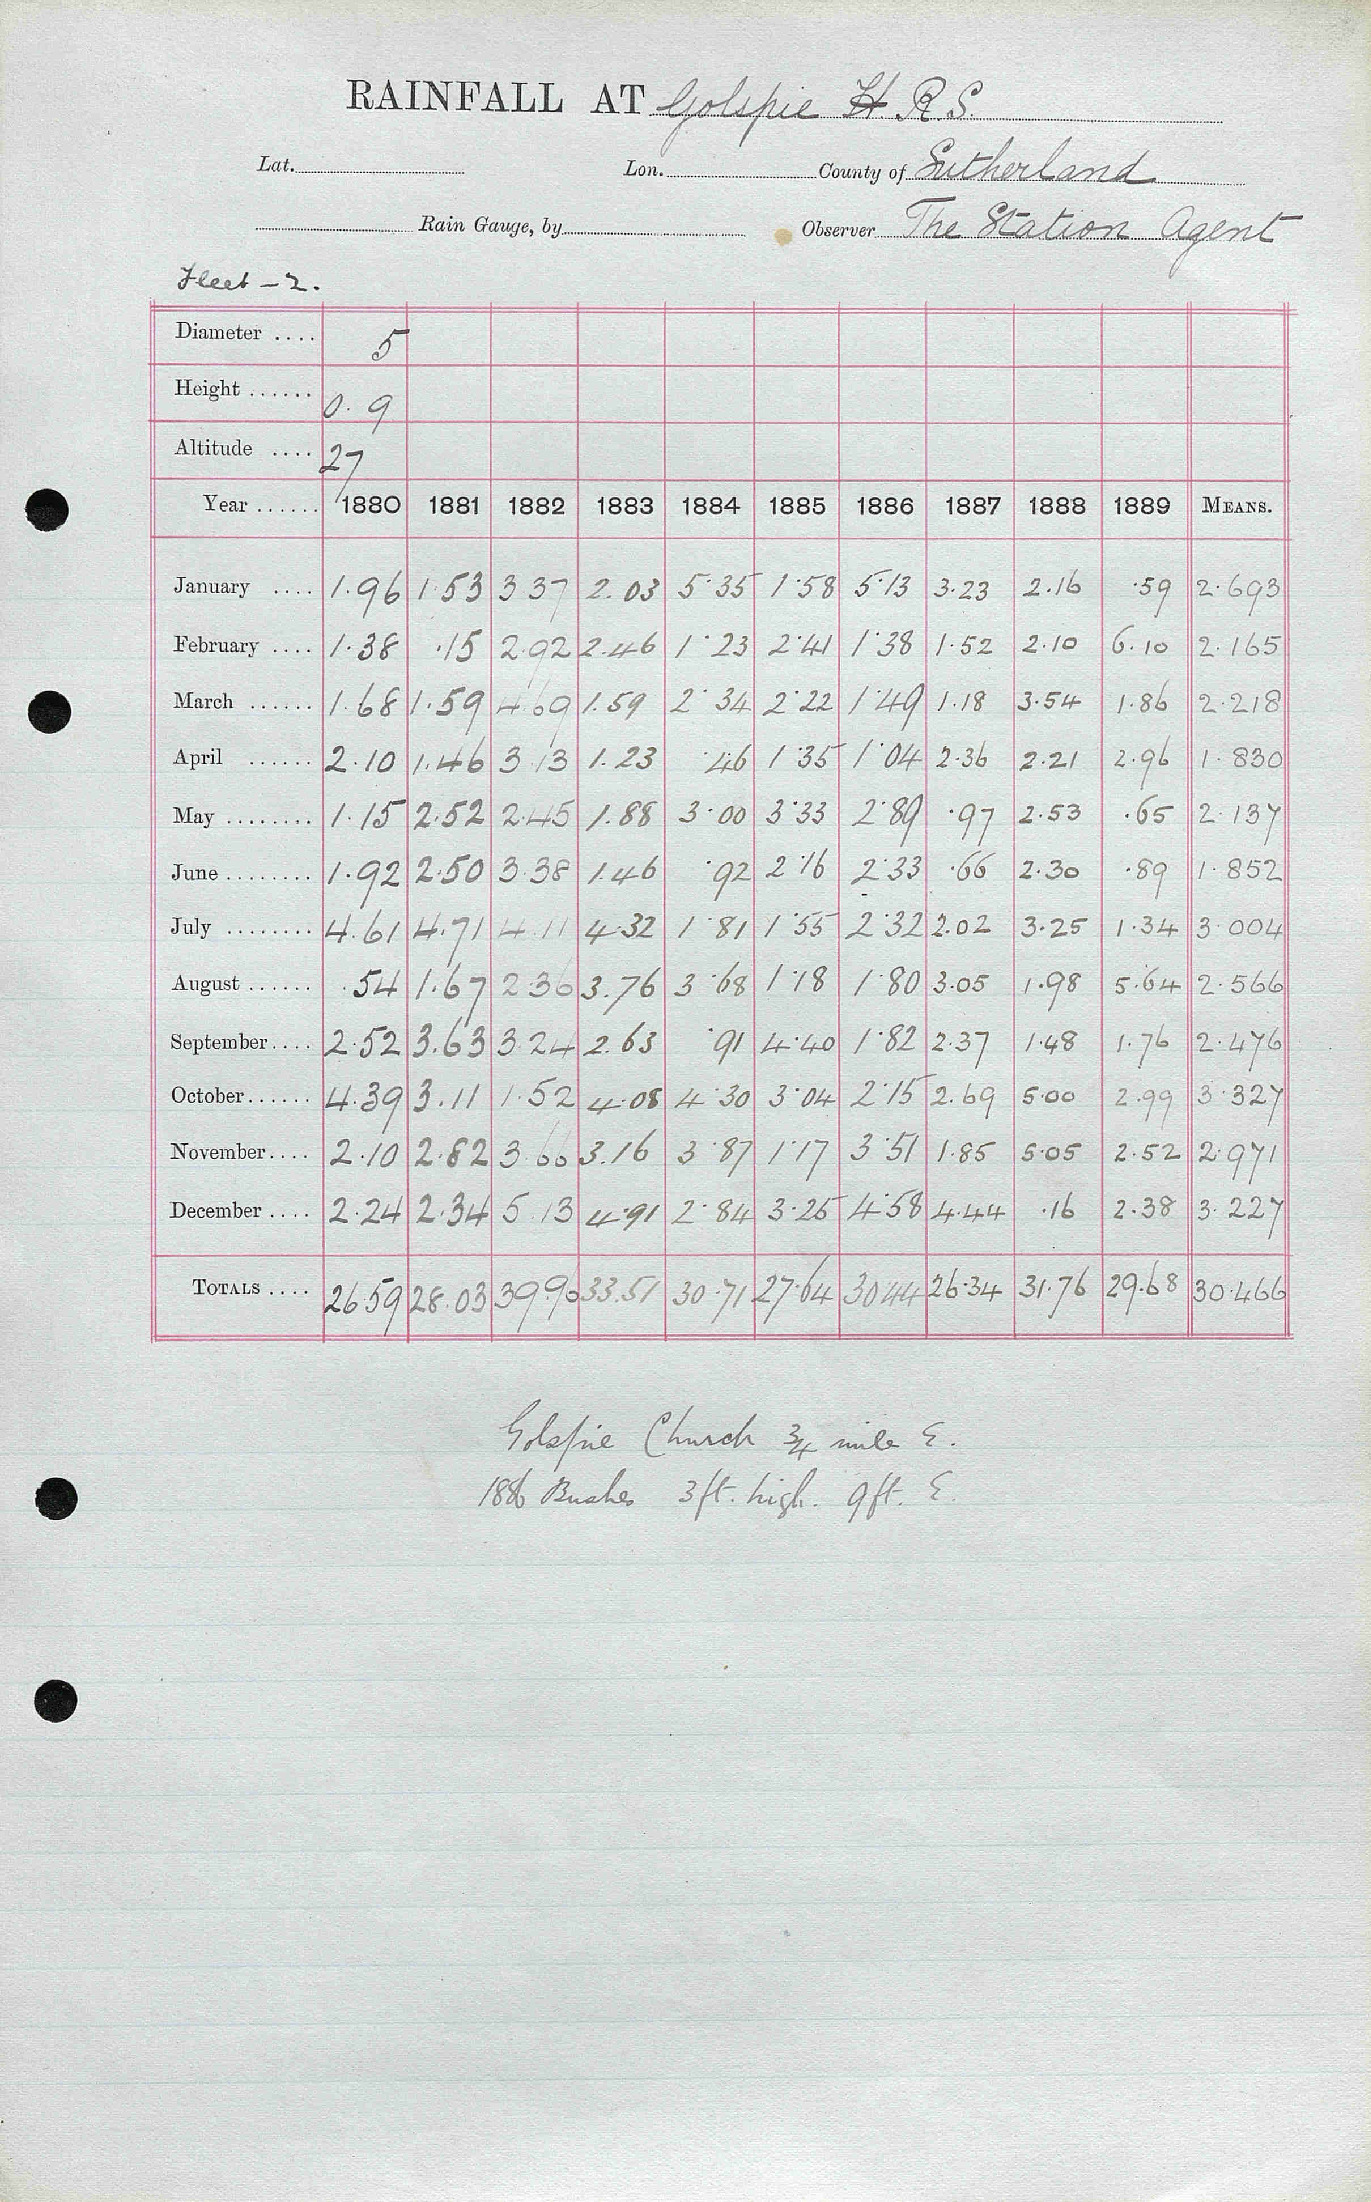 RAINFALL AT Golspie H. R.S.
Lat. Lon. County of Sutherland
Rain Gauge, by Observer The Station Agent
Fleet - 2.
Diameter .... 5
Height ...... 0. 9
Altitude .... 27
Year ...... 1880 1881 1882 1883 1884 1885 1886 1887 1888 1889 MEANS.
January .... 1.96 1.53 3 37 2.03 5.35 1.58 5.13 3.23 2.16 .59 2.693
February .... 1.38 .15 2.92 2.46 1.23 2.41 1.38 1.52 2.10 6.10 2.165
March ...... 1.68 1.59 4.69 1.59 2.34 2.22 1.49 1.18 3.54 1.86 2.218
April ...... 2.10 1.46 3.13 1.23 .46 1.35 1.04 2.36 2.21 2.96 1.830
May ........ 1.15 2.52 2.45 1.88 3.00 3.33 2.89 .97 2.53 .65 2.137
June ........ 1.92 2.50 3.38 1.46 .92 2.16 2.33 .66 2.30 .89 1.852
July ........ 4.61 4.71 4.11 4.32 1.81 1.55 2.32 2.02 3.25 1.34 3.004
August ...... .54 1.67 2.36 3.76 3.68 1.18 1.80 3.05 1.98 5.64 2.566
September .... 2.52 3.63 3.24 2.63 .91 4.40 1.82 2.37 1.48 1.76 2.476
October ...... 4.39 3.11 1.52 4.08 4.30 3.04 2.15 2.69 5.00 2.99 3.327
November .... 2.10 2.82 3.66 3.16 3.87 1.17 3.51 1.85 5.05 2.52 2.971
December .... 2.24 2.34 5.13 4.91 2.84 3.25 4.58 4.44 .16 2.38 3.227
TOTALS .... 26.59 28.03 39.96 33.51 30.71 27.64 30.44 26.34 31.76 29.68 30.466
Golspie Church 3/4 mile E.
1886 Bushes 3ft. high. 9ft. E.